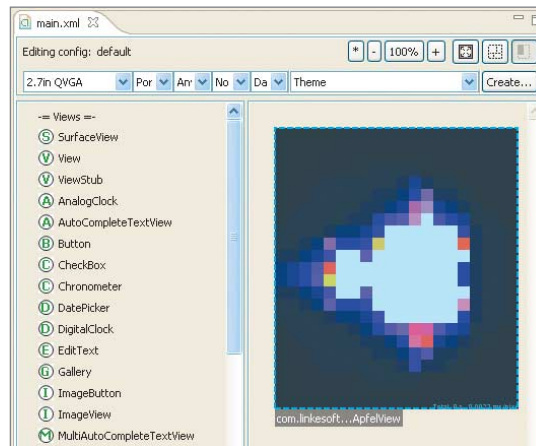 main.xml
Editing config: default
* - 100% +
2.7in QVGA Por An No Da Theme Create...
-= Views =-
S SurfaceView
V View
V ViewStub
A AnalogClock
A AutoCompleteTextView
B Button
C CheckBox
C Chronometer
D DatePicker
D DigitalClock
E EditText
G Gallery
I ImageButton
I ImageView
M MultiAutoCompleteTextView
com.linkesoft...ApfelView